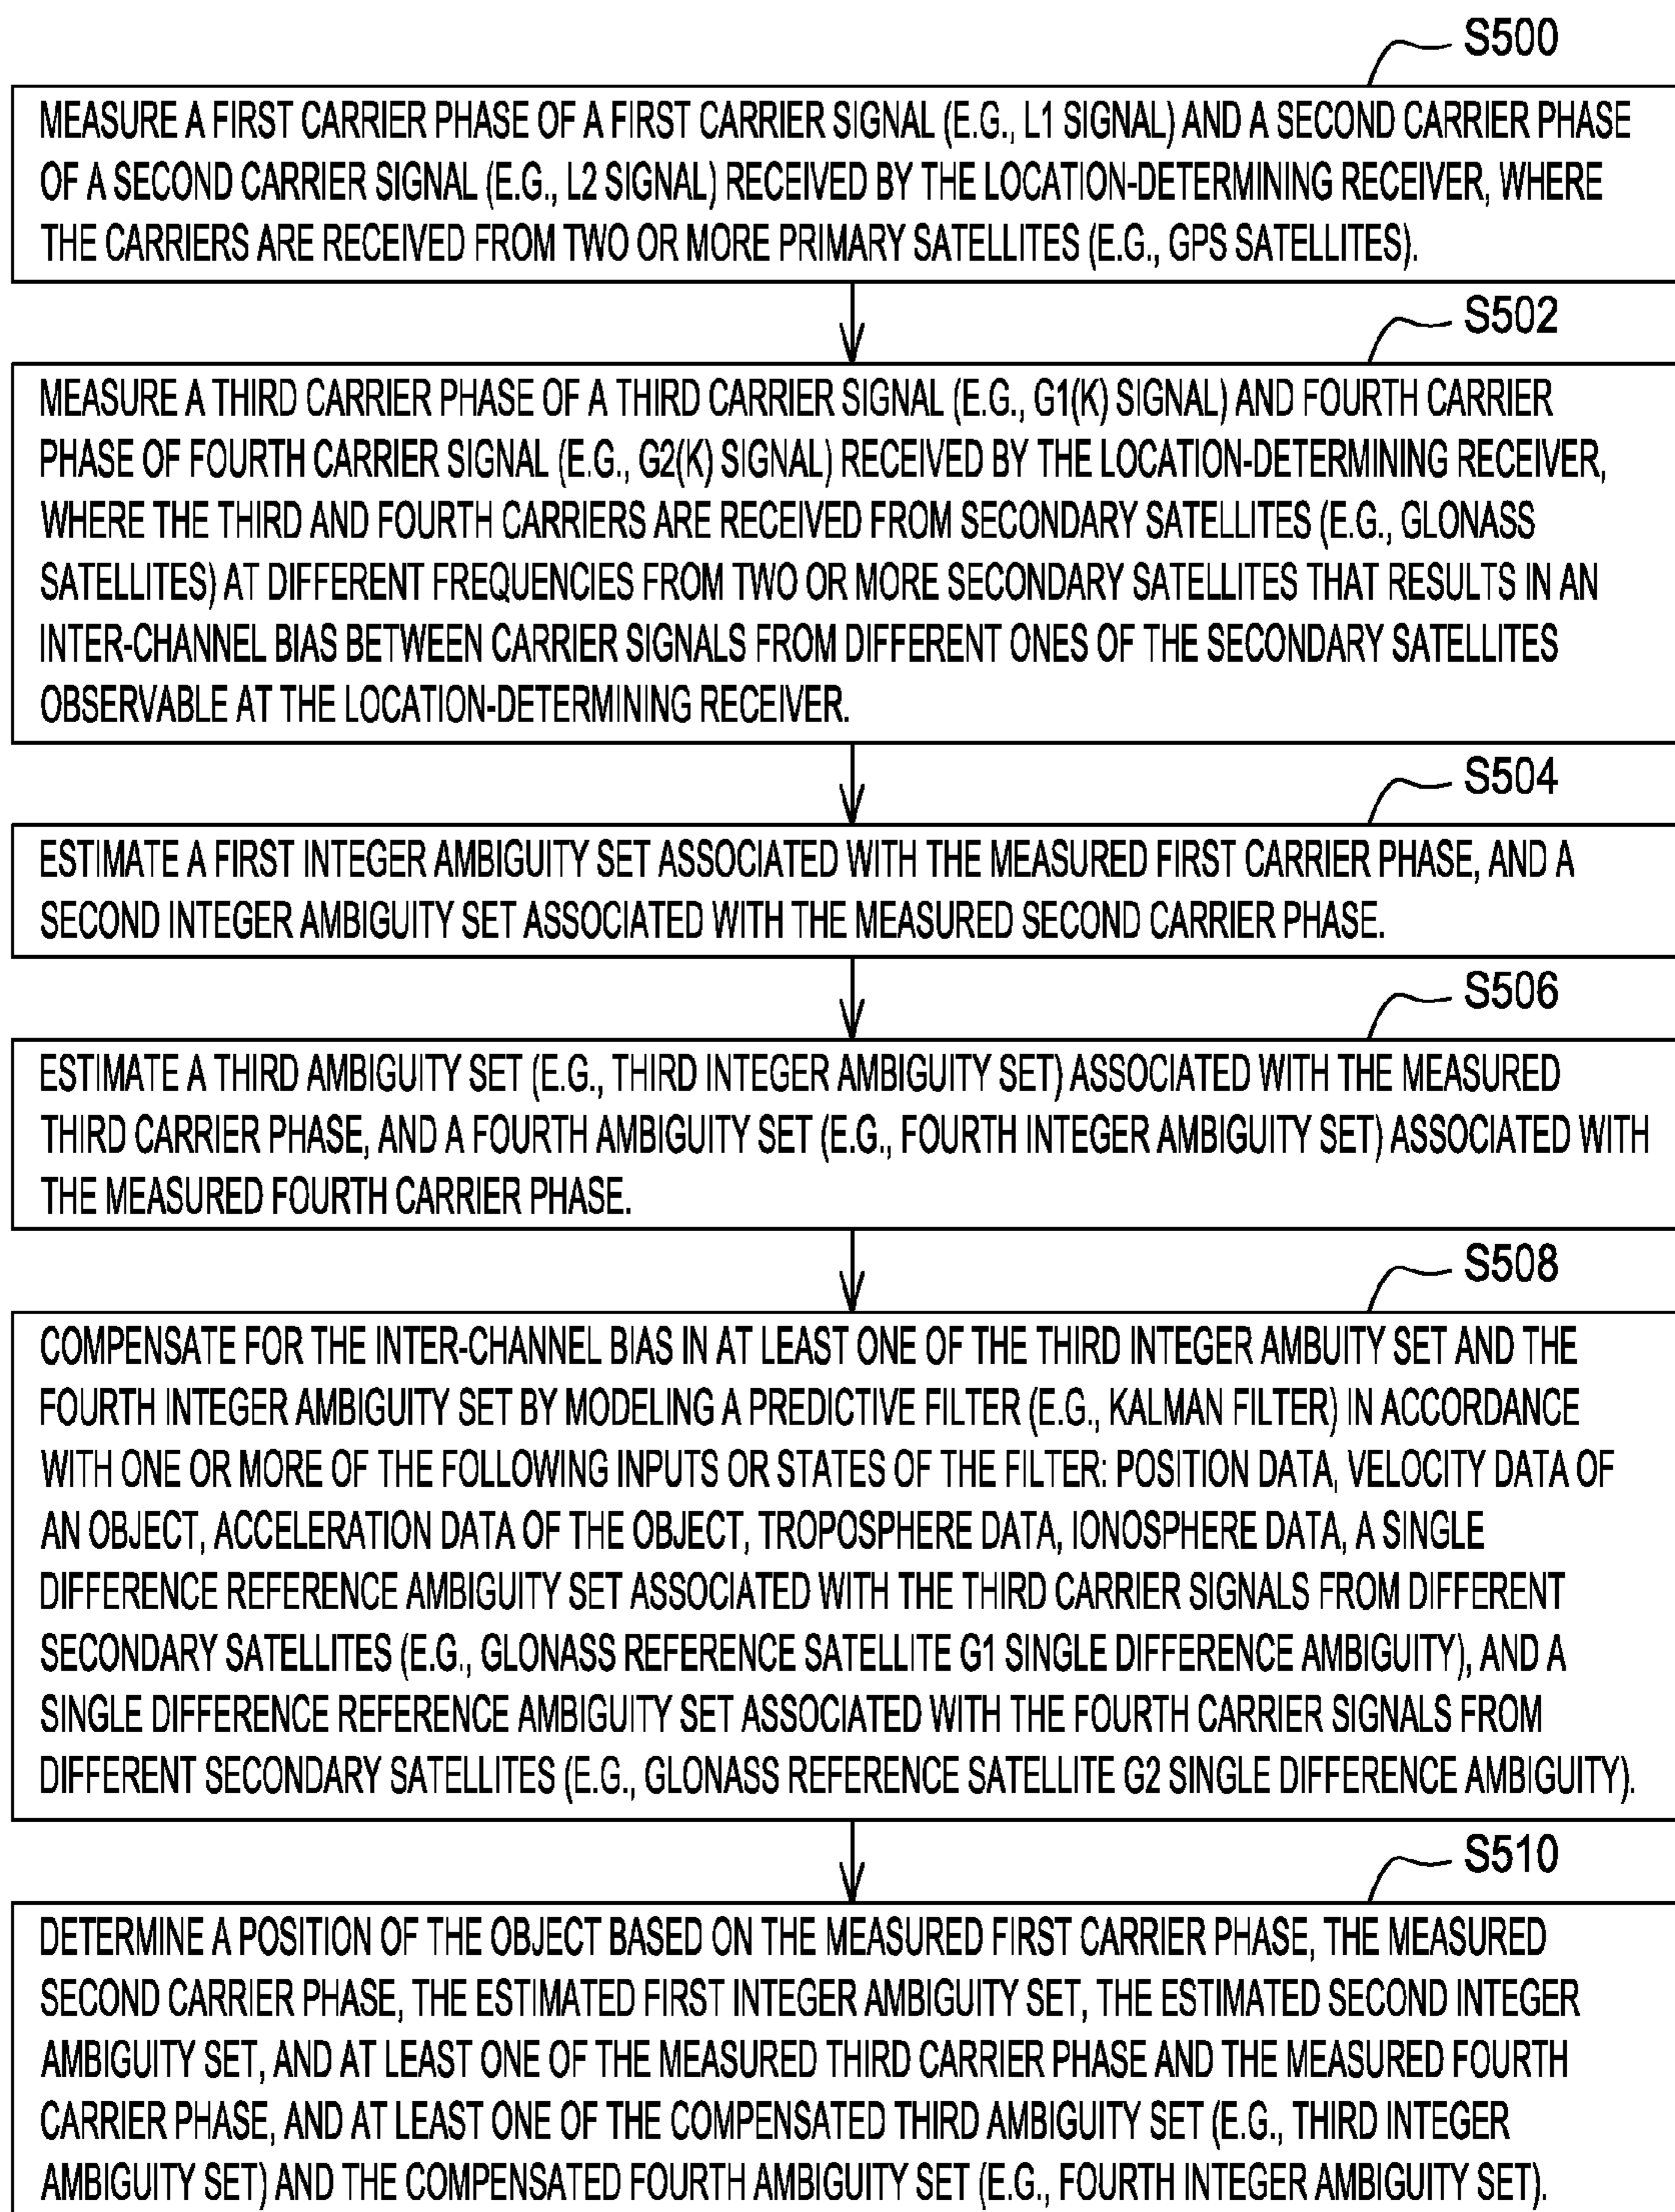 S500
MEASURE A FIRST CARRIER PHASE OF A FIRST CARRIER SIGNAL (E.G., L1 SIGNAL) AND A SECOND CARRIER PHASE
OF A SECOND CARRIER SIGNAL (E.G., L2 SIGNAL) RECEIVED BY THE LOCATION-DETERMINING RECEIVER, WHERE
THE CARRIERS ARE RECEIVED FROM TWO OR MORE PRIMARY SATELLITES (E.G., GPS SATELLITES).
S502
MEASURE A THIRD CARRIER PHASE OF A THIRD CARRIER SIGNAL (E.G., G1(K) SIGNAL) AND FOURTH CARRIER
PHASE OF FOURTH CARRIER SIGNAL (E.G., G2(K) SIGNAL) RECEIVED BY THE LOCATION-DETERMINING RECEIVER,
WHERE THE THIRD AND FOURTH CARRIERS ARE RECEIVED FROM SECONDARY SATELLITES (E.G., GLONASS
SATELLITES) AT DIFFERENT FREQUENCIES FROM TWO OR MORE SECONDARY SATELLITES THAT RESULTS IN AN
INTER-CHANNEL BIAS BETWEEN CARRIER SIGNALS FROM DIFFERENT ONES OF THE SECONDARY SATELLITES
OBSERVABLE AT THE LOCATION-DETERMINING RECEIVER.
S504
ESTIMATE A FIRST INTEGER AMBIGUITY SET ASSOCIATED WITH THE MEASURED FIRST CARRIER PHASE, AND A
SECOND INTEGER AMBIGUITY SET ASSOCIATED WITH THE MEASURED SECOND CARRIER PHASE.
S506
ESTIMATE A THIRD AMBIGUITY SET (E.G., THIRD INTEGER AMBIGUITY SET) ASSOCIATED WITH THE MEASURED
THIRD CARRIER PHASE, AND A FOURTH AMBIGUITY SET (E.G., FOURTH INTEGER AMBIGUITY SET) ASSOCIATED WITH
THE MEASURED FOURTH CARRIER PHASE.
S508
COMPENSATE FOR THE INTER-CHANNEL BIAS IN AT LEAST ONE OF THE THIRD INTEGER AMBUITY SET AND THE
FOURTH INTEGER AMBIGUITY SET BY MODELING A PREDICTIVE FILTER (E.G., KALMAN FILTER) IN ACCORDANCE
WITH ONE OR MORE OF THE FOLLOWING INPUTS OR STATES OF THE FILTER: POSITION DATA, VELOCITY DATA OF
AN OBJECT, ACCELERATION DATA OF THE OBJECT, TROPOSPHERE DATA, IONOSPHERE DATA, A SINGLE
DIFFERENCE REFERENCE AMBIGUITY SET ASSOCIATED WITH THE THIRD CARRIER SIGNALS FROM DIFFERENT
SECONDARY SATELLITES (E.G., GLONASS REFERENCE SATELLITE G1 SINGLE DIFFERENCE AMBIGUITY), AND A
SINGLE DIFFERENCE REFERENCE AMBIGUITY SET ASSOCIATED WITH THE FOURTH CARRIER SIGNALS FROM
DIFFERENT SECONDARY SATELLITES (E.G., GLONASS REFERENCE SATELLITE G2 SINGLE DIFFERENCE AMBIGUITY).
S510
DETERMINE A POSITION OF THE OBJECT BASED ON THE MEASURED FIRST CARRIER PHASE, THE MEASURED
SECOND CARRIER PHASE, THE ESTIMATED FIRST INTEGER AMBIGUITY SET, THE ESTIMATED SECOND INTEGER
AMBIGUITY SET, AND AT LEAST ONE OF THE MEASURED THIRD CARRIER PHASE AND THE MEASURED FOURTH
CARRIER PHASE, AND AT LEAST ONE OF THE COMPENSATED THIRD AMBIGUITY SET (E.G., THIRD INTEGER
AMBIGUITY SET) AND THE COMPENSATED FOURTH AMBIGUITY SET (E.G., FOURTH INTEGER AMBIGUITY SET).